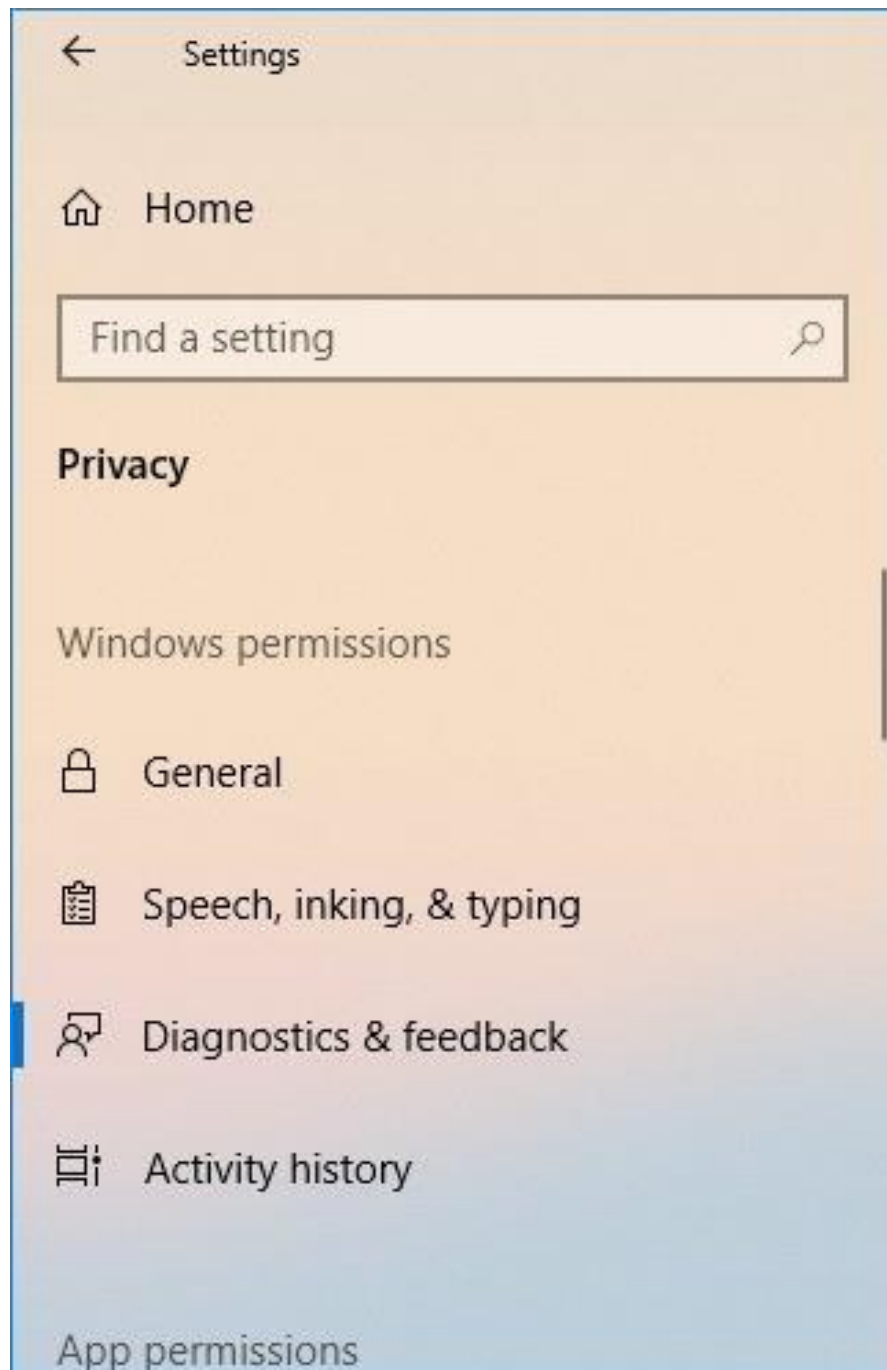 Settings
Home
Find a setting
Privacy
Windows permissions
General
Speech, inking, & typing
Diagnostics & feedback
Activity history
App permissions